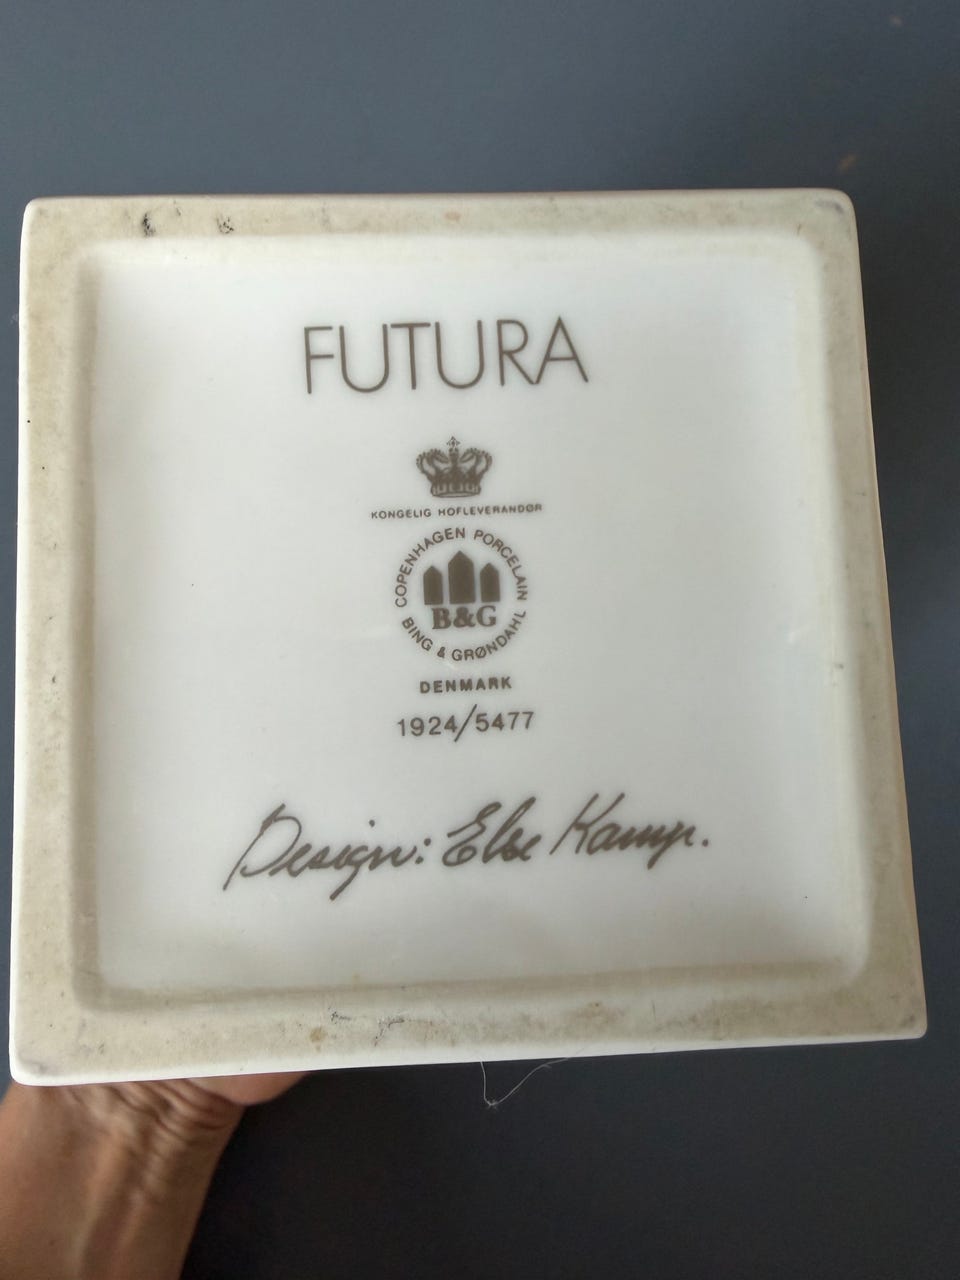 FUTURA
KONGELIG HOFLEVERANDØR
COPENHAGEN PORCELAIN
B&G
BING & GRØNDAHL
DENMARK
1924/5477
Design: Else Kamp.